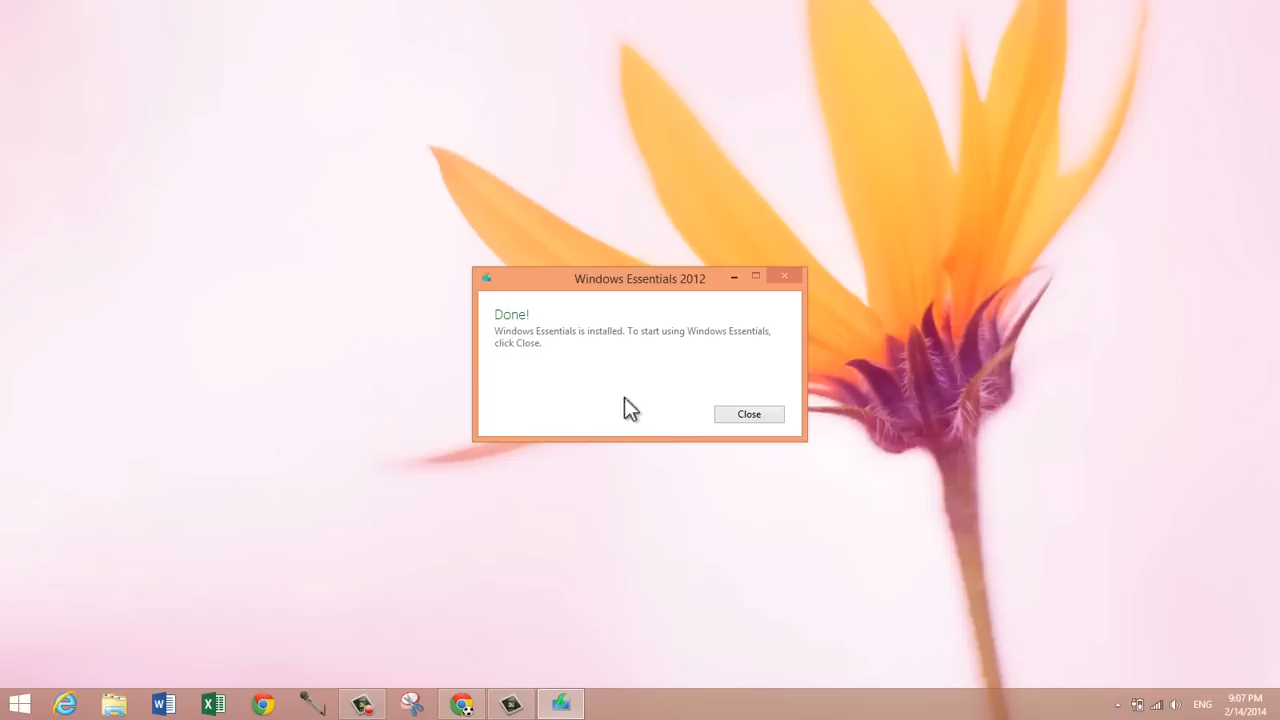 Windows Essentials 2012
Done!
Windows Essentials is installed. To start using Windows Essentials,
click Close.
Close
ENG
9:07 PM
2/14/2014